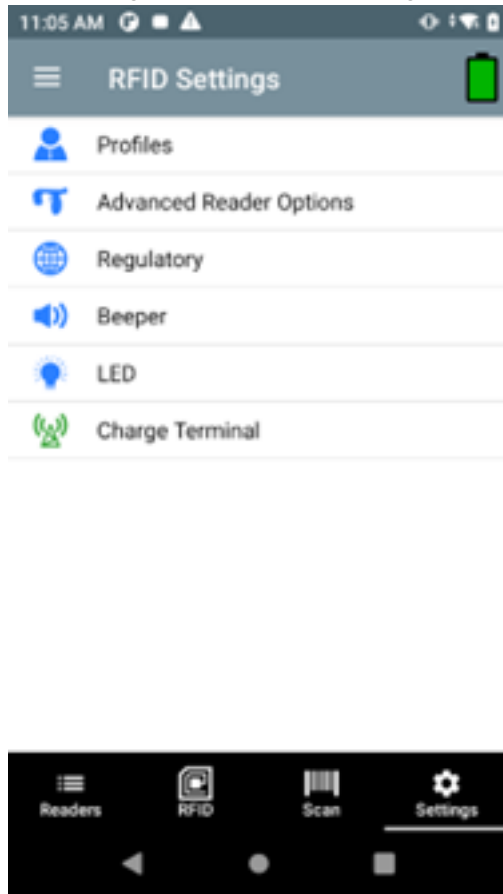 11:05 AM
RFID Settings
Profiles
Advanced Reader Options
Regulatory
Beeper
LED
Charge Terminal
Readers
RFID
Scan
Settings